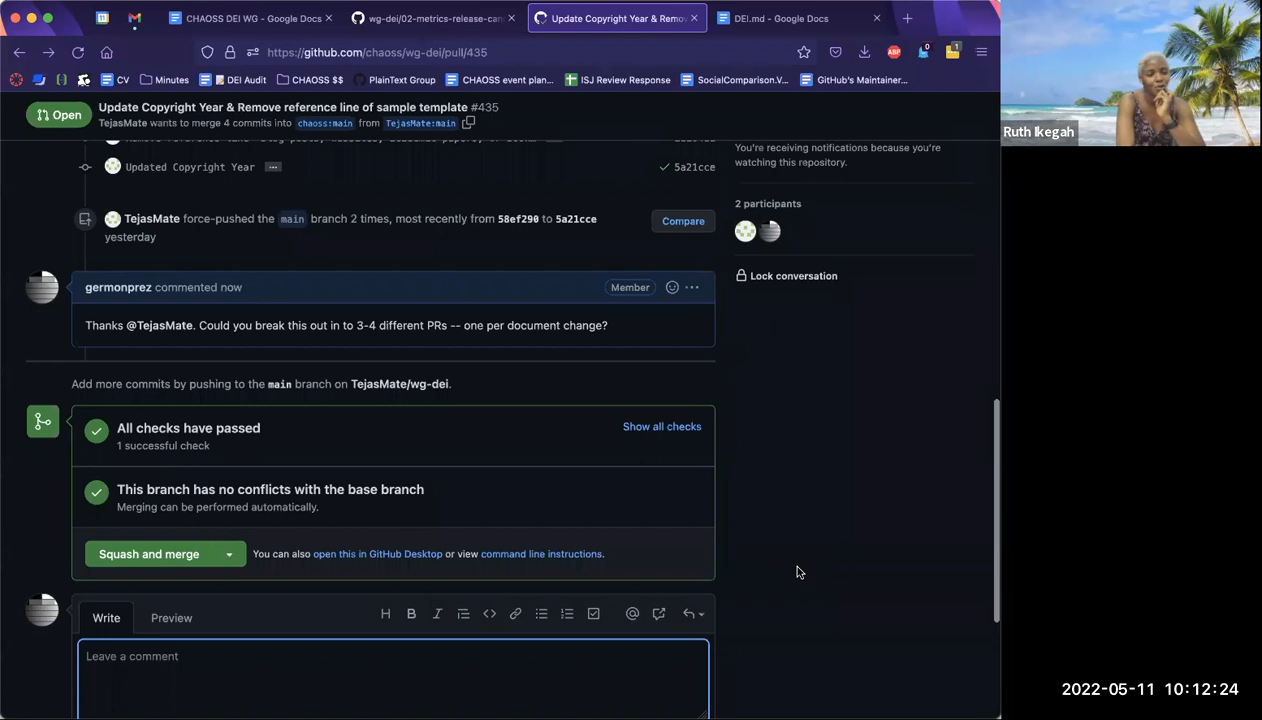 CHAOSS DEI WG - Google Docs
wg-dei/02-metrics-release-can
Update Copyright Year & Remov
DEI.md - Google Docs
https://github.com/chaoss/wg-dei/pull/435
ABP
0
1
CV
Minutes
DEI Audit
CHAOSS $$
PlainText Group
CHAOSS event plan...
ISJ Review Response
SocialComparison.V...
GitHub's Maintainer...
Open
Update Copyright Year & Remove reference line of sample template #435
TejasMate wants to merge 4 commits into chaoss:main from TejasMate:main
Updated Copyright Year
5a21cce
TejasMate force-pushed the main branch 2 times, most recently from 58ef290 to 5a21cce
yesterday
Compare
germonprez commented now
Member
Thanks @TejasMate. Could you break this out in to 3-4 different PRs -- one per document change?
Add more commits by pushing to the main branch on TejasMate/wg-dei.
All checks have passed
1 successful check
Show all checks
This branch has no conflicts with the base branch
Merging can be performed automatically.
Squash and merge
You can also open this in GitHub Desktop or view command line instructions.
Write
Preview
Leave a comment
You're receiving notifications because you're
watching this repository.
2 participants
Lock conversation
Ruth Ikegah
2022-05-11 10:12:24